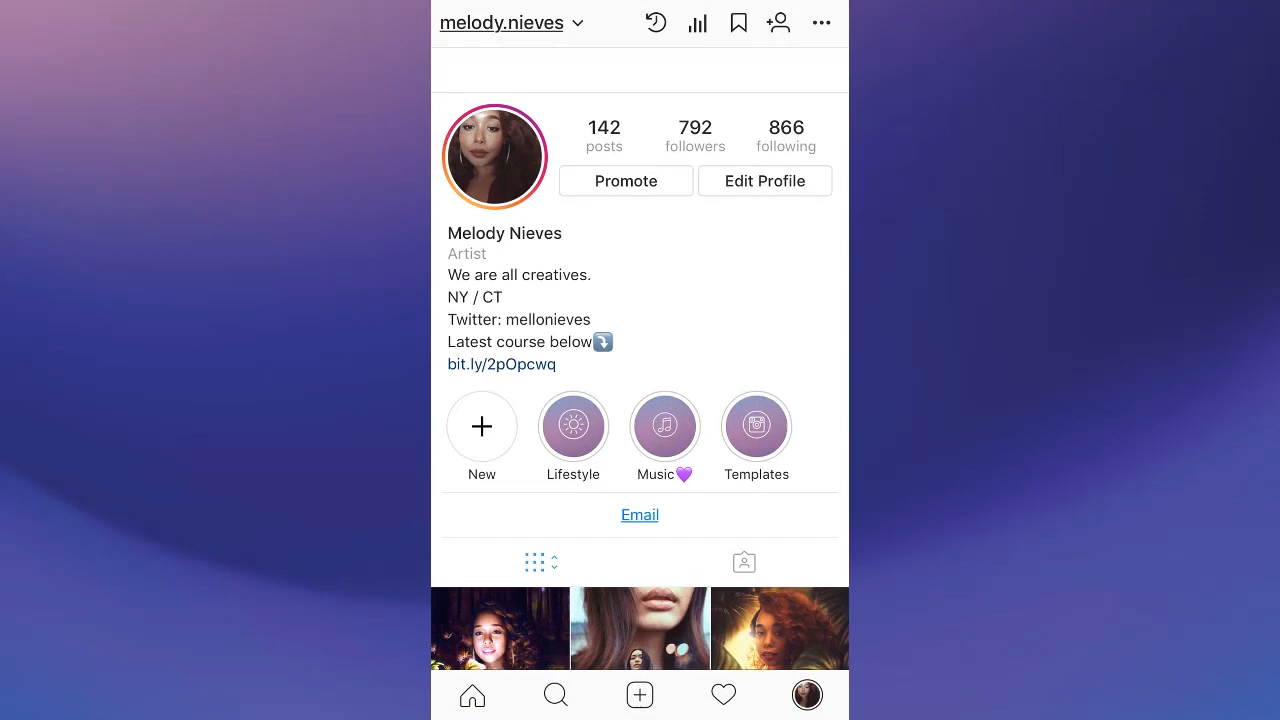 melody.nieves
142 792 866
posts followers following
Promote Edit Profile
Melody Nieves
Artist
We are all creatives.
NY / CT
Twitter: mellonieves
Latest course below⤵️
bit.ly/2pOpcwq
New Lifestyle Music💜 Templates
Email